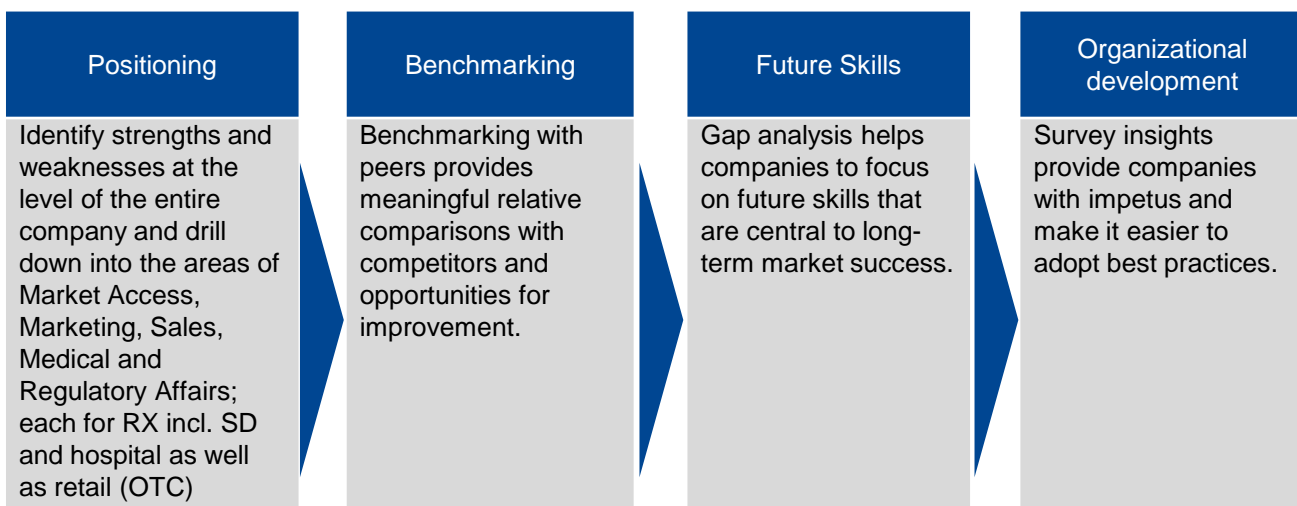 Positioning
Identify strengths and
weaknesses at the
level of the entire
company and drill
down into the areas of
Market Access,
Marketing, Sales,
Medical and
Regulatory Affairs;
each for RX incl. SD
and hospital as well
as retail (OTC)
Benchmarking
Benchmarking with
peers provides
meaningful relative
comparisons with
competitors and
opportunities for
improvement.
Future Skills
Gap analysis helps
companies to focus
on future skills that
are central to long-
term market success.
Organizational
development
Survey insights
provide companies
with impetus and
make it easier to
adopt best practices.